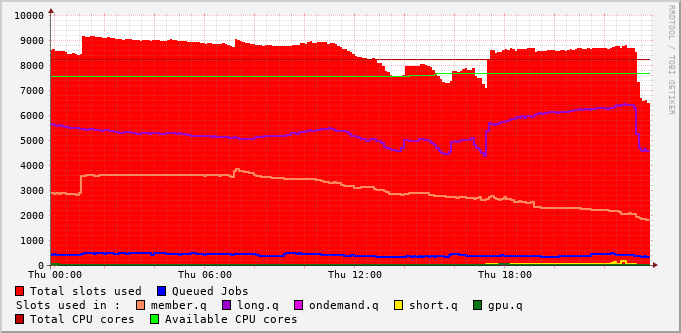 10000
9000
8000
7000
6000
5000
4000
3000
2000
1000
0
Thu 00:00 Thu 06:00 Thu 12:00 Thu 18:00
RRDTOOL / TOBI OETIKER
Total slots used Queued Jobs
Slots used in : member.q long.q ondemand.q short.q gpu.q
Total CPU cores Available CPU cores